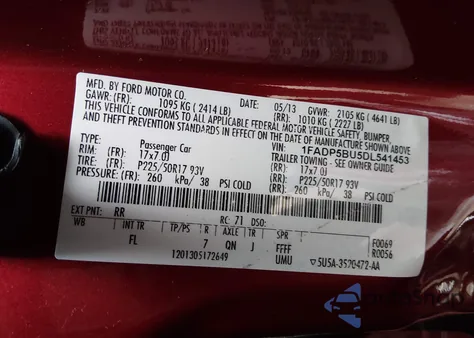 MFD. BY FORD MOTOR CO.
GAWR: (FR) 1095 KG ( 2414 LB) 05/13 GVWR: 2105 KG ( 4641 LB)
(RR) 1010 KG ( 2227 LB)
THIS VEHICLE CONFORMS TO ALL APPLICABLE FEDERAL MOTOR VEHICLE SAFETY, BUMPER,
AND THEFT PREVENTION STANDARDS IN EFFECT ON THE DATE OF MANUFACTURE SHOWN ABOVE.
TYPE: Passenger Car VIN: 1FADP5BU5DL541453
TIRE/TRAILERING - SEE OWNER GUIDE
RIM: (FR) 17x7.0J (RR) 17x7.0J
TIRE: P225/50R17 93V P225/50R17 93V
PRESSURE: (FR) 260 kPa/ 38 PSI COLD (RR) 260 kPa/ 38 PSI COLD
EXT PNT: RR RC: 71 DSO:
WB INT TR TP/PS R AXLE TR SPR
FL 7 QN J FFFF
UMU
F0069
R0056
1201305172649
▽5U5A-3520472-AA